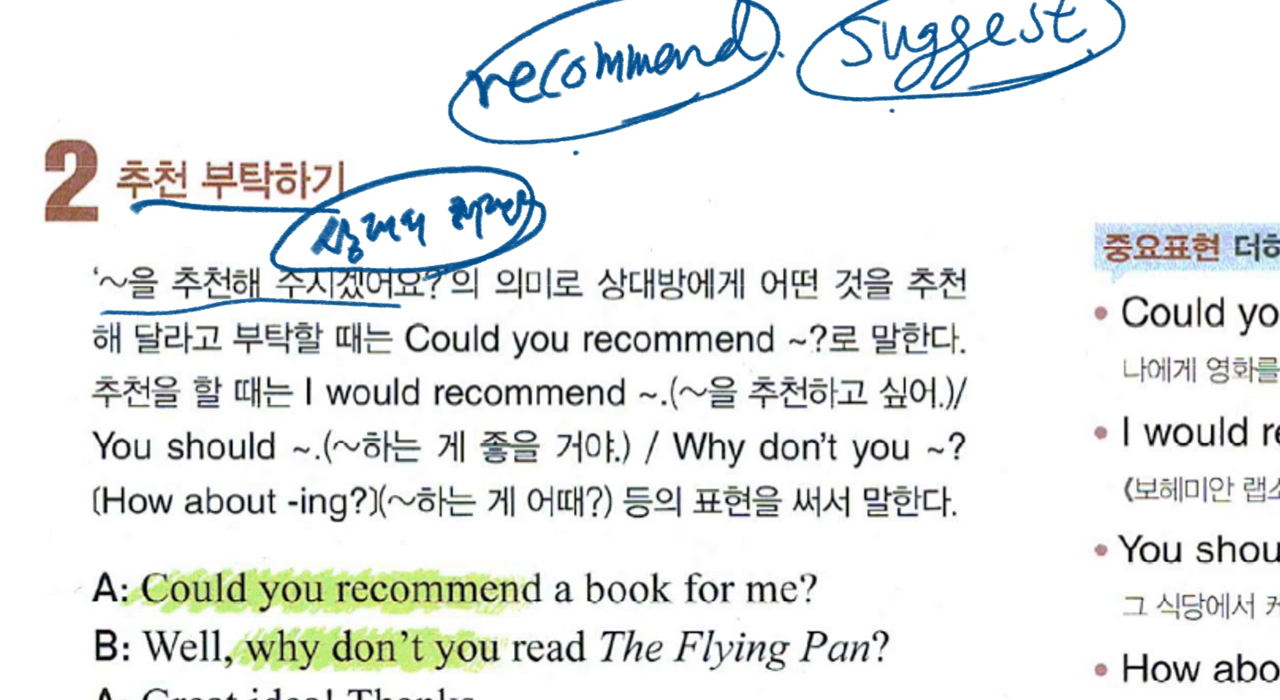 recommend. suggest
2 추천 부탁하기
'~을 추천해 주시겠어요?'의 의미로 상대방에게 어떤 것을 추천
해 달라고 부탁할 때는 Could you recommend ~?로 말한다.
추천을 할 때는 I would recommend ~.(~을 추천하고 싶어.)/
You should ~.(~하는 게 좋을 거야.) / Why don't you ~?
[How about -ing?](~하는 게 어때?) 등의 표현을 써서 말한다.
A: Could you recommend a book for me?
B: Well, why don't you read The Flying Pan?
A: Great idea! Thanks.
중요표현 더하
• Could yo
나에게 영화를
• I would re
《보헤미안 랩소
• You shou
그 식당에서
• How abo